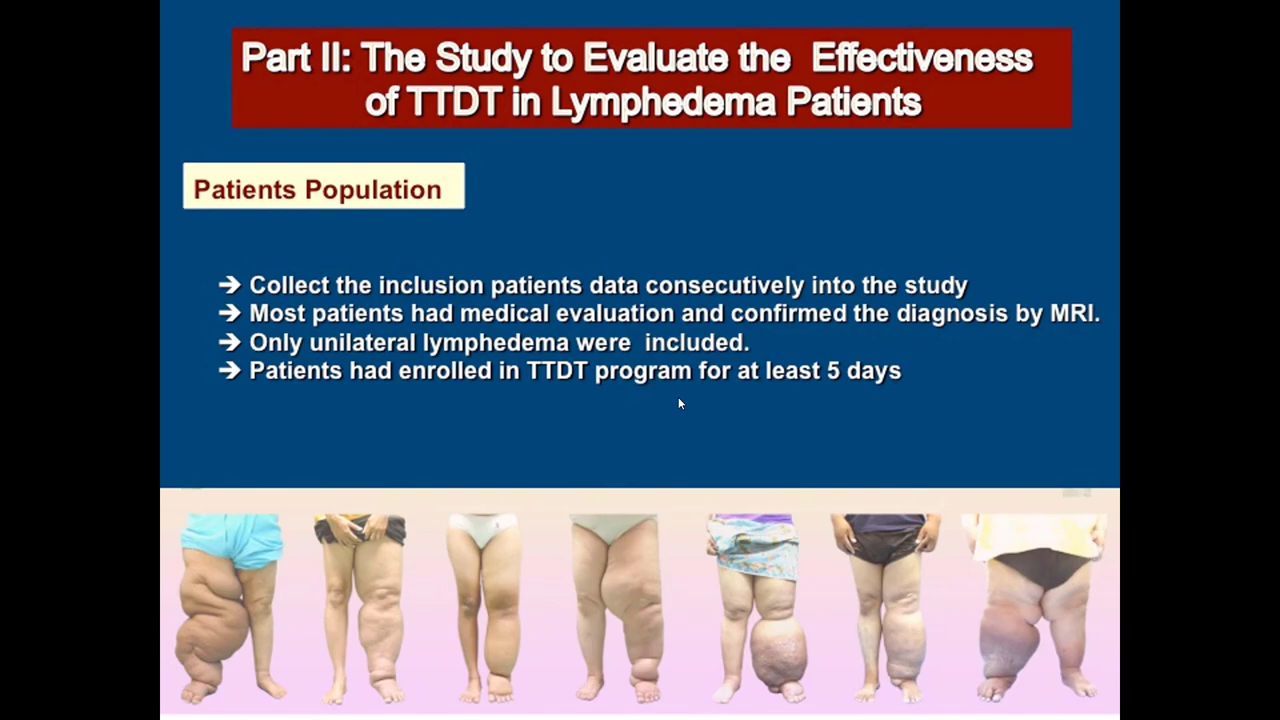 Part II: The Study to Evaluate the Effectiveness
of TTDT in Lymphedema Patients
Patients Population
➔ Collect the inclusion patients data consecutively into the study
➔ Most patients had medical evaluation and confirmed the diagnosis by MRI.
➔ Only unilateral lymphedema were included.
➔ Patients had enrolled in TTDT program for at least 5 days